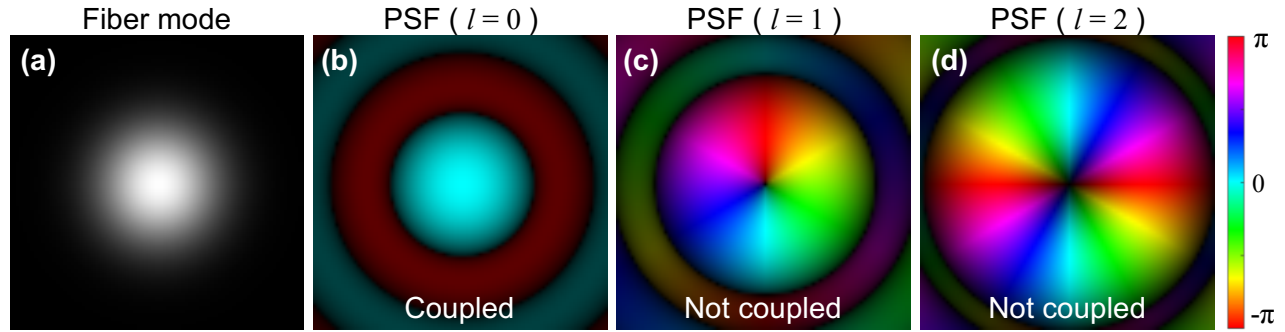 Fiber mode
PSF ( l = 0 )
PSF ( l = 1 )
PSF ( l = 2 )
(a)
(b)
(c)
(d)
π
0
-π
Coupled
Not coupled
Not coupled